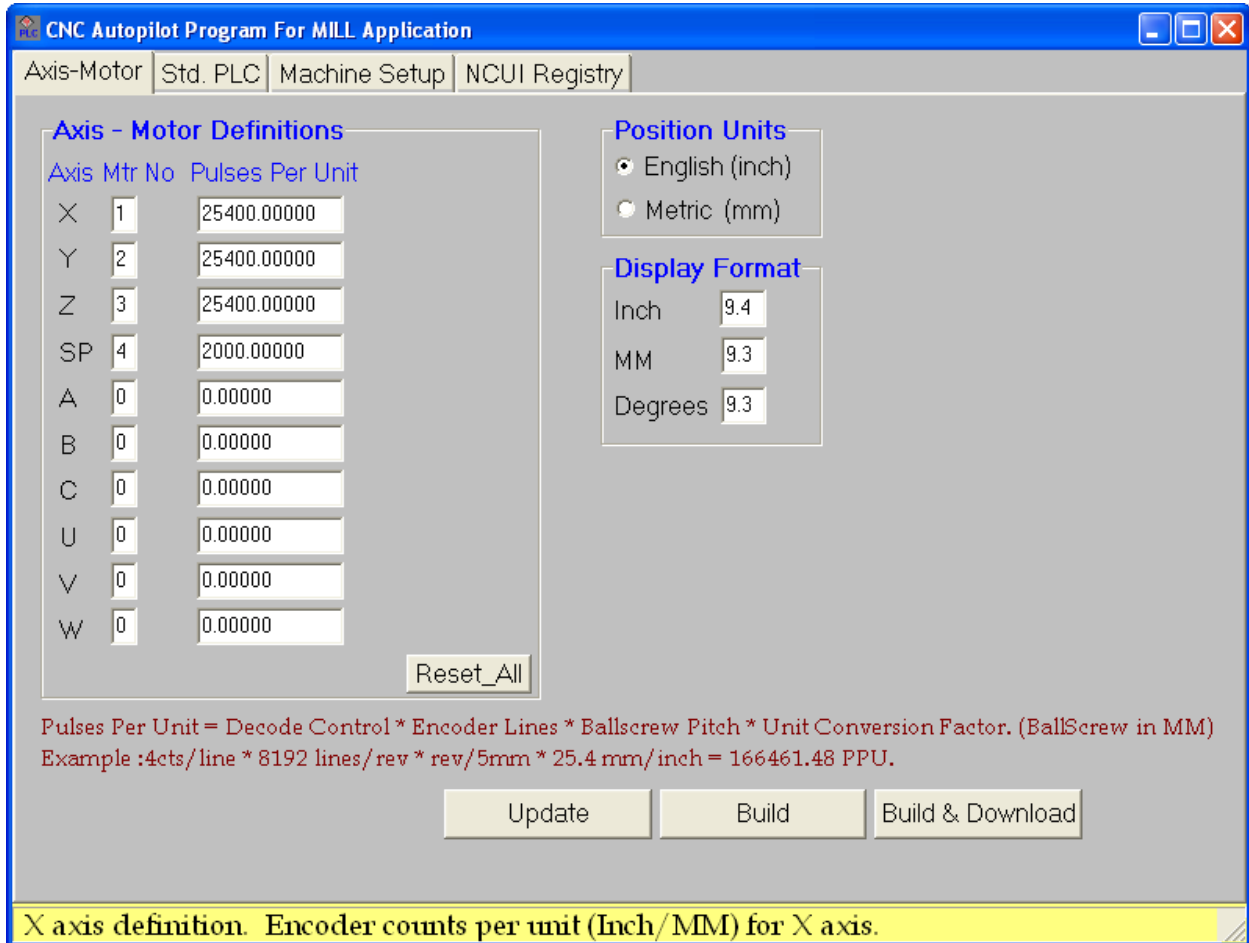 CNC Autopilot Program For MILL Application
Axis-Motor Std. PLC Machine Setup NCUI Registry
Axis - Motor Definitions
Axis Mtr No Pulses Per Unit
X 1 25400.00000
Y 2 25400.00000
Z 3 25400.00000
SP 4 2000.00000
A 0 0.00000
B 0 0.00000
C 0 0.00000
U 0 0.00000
V 0 0.00000
W 0 0.00000
Reset_All
Position Units
English (inch)
Metric (mm)
Display Format
Inch 9.4
MM 9.3
Degrees 9.3
Pulses Per Unit = Decode Control * Encoder Lines * Ballscrew Pitch * Unit Conversion Factor. (BallScrew in MM)
Example :4cts/line * 8192 lines/rev * rev/5mm * 25.4 mm/inch = 166461.48 PPU.
Update Build Build & Download
X axis definition. Encoder counts per unit (Inch/MM) for X axis.